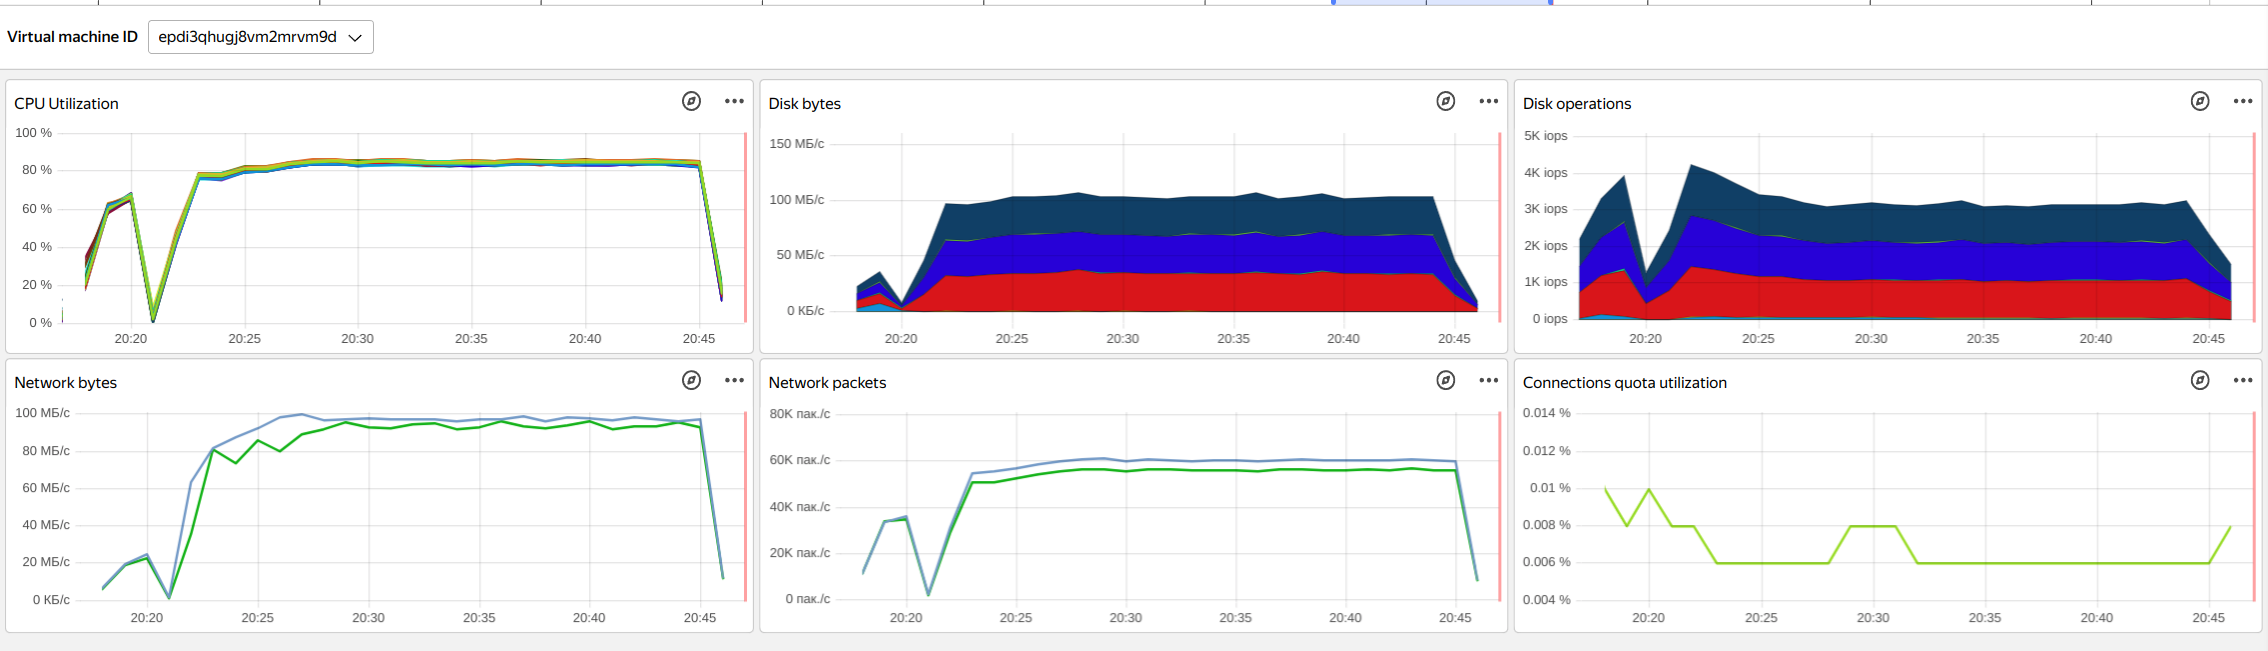 Virtual machine ID epdi3qhugj8vm2mrvm9d
CPU Utilization
100 %
80 %
60 %
40 %
20 %
0 %
20:20 20:25 20:30 20:35 20:40 20:45
Disk bytes
150 МБ/с
100 МБ/с
50 МБ/с
0 КБ/с
20:20 20:25 20:30 20:35 20:40 20:45
Disk operations
5K iops
4K iops
3K iops
2K iops
1K iops
0 iops
20:20 20:25 20:30 20:35 20:40 20:45
Network bytes
100 МБ/с
80 МБ/с
60 МБ/с
40 МБ/с
20 МБ/с
0 КБ/с
20:20 20:25 20:30 20:35 20:40 20:45
Network packets
80K пак./с
60K пак./с
40K пак./с
20K пак./с
0 пак./с
20:20 20:25 20:30 20:35 20:40 20:45
Connections quota utilization
0.014 %
0.012 %
0.01 %
0.008 %
0.006 %
0.004 %
20:20 20:25 20:30 20:35 20:40 20:45